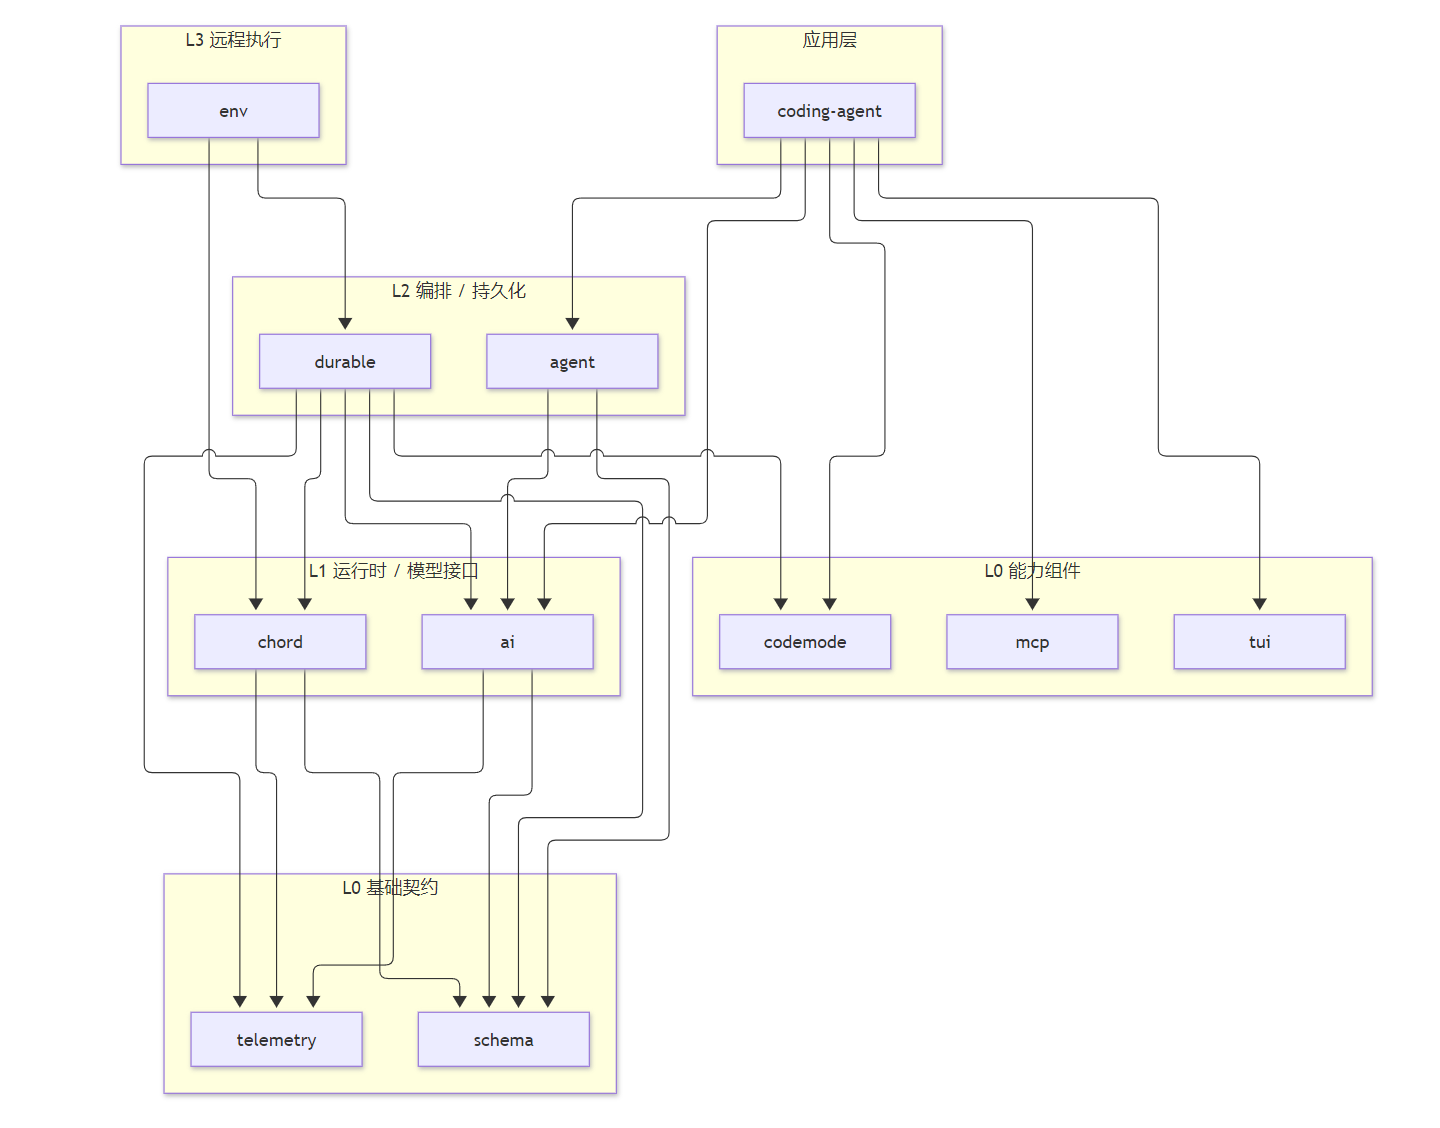 L3 远程执行
env
应用层
coding-agent
L2 编排 / 持久化
durable
agent
L1 运行时 / 模型接口
chord
ai
L0 能力组件
codemode
mcp
tui
L0 基础契约
telemetry
schema